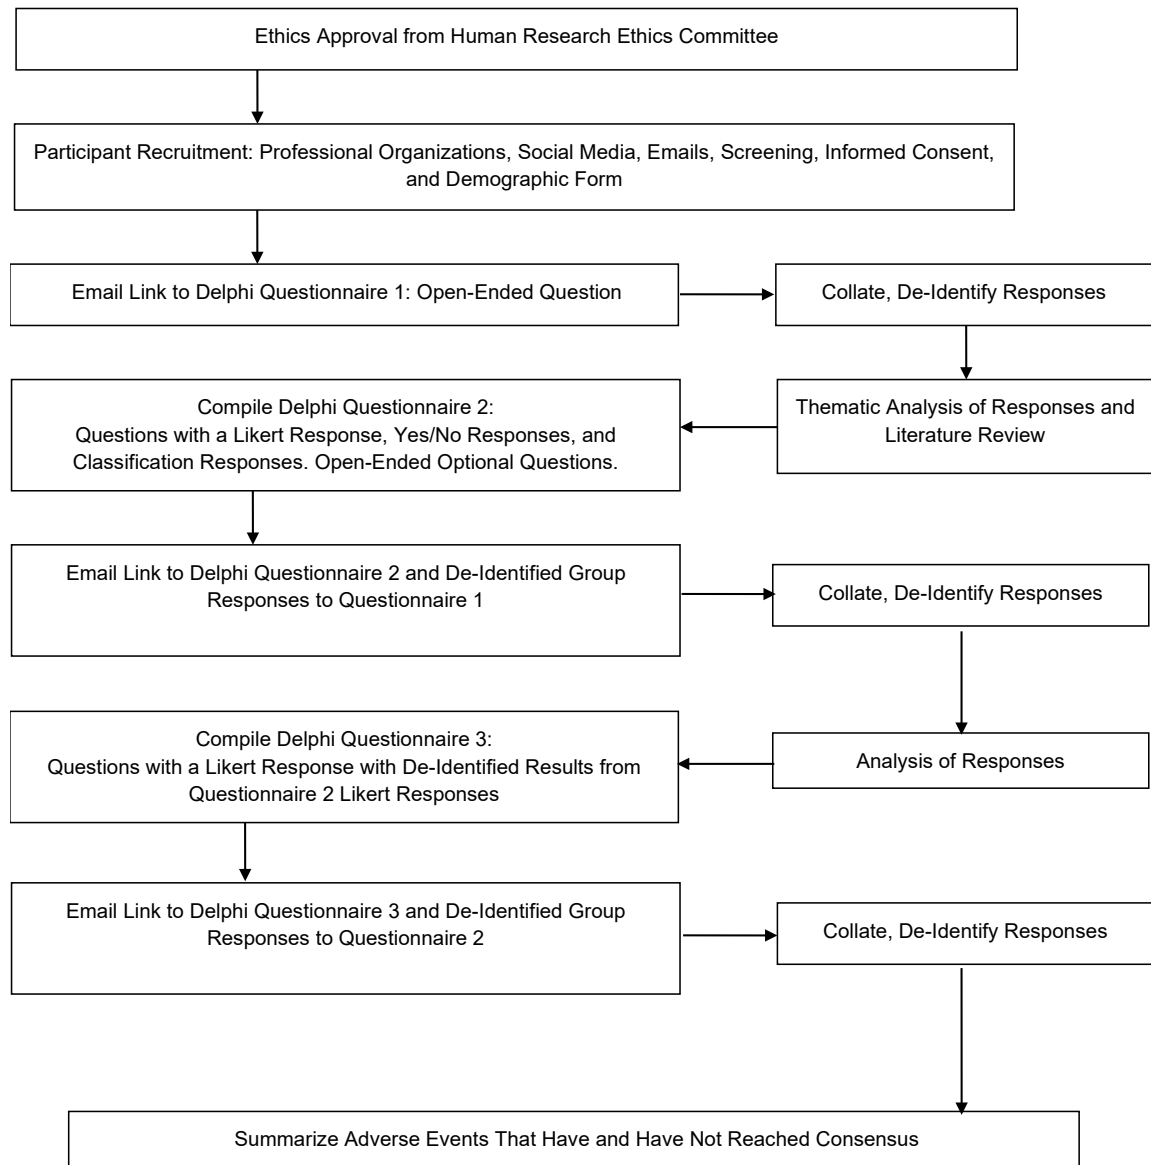 Ethics Approval from Human Research Ethics Committee
Participant Recruitment: Professional Organizations, Social Media, Emails, Screening, Informed Consent,
and Demographic Form
Email Link to Delphi Questionnaire 1: Open-Ended Question
Collate, De-Identify Responses
Thematic Analysis of Responses and
Literature Review
Compile Delphi Questionnaire 2:
Questions with a Likert Response, Yes/No Responses, and
Classification Responses. Open-Ended Optional Questions.
Email Link to Delphi Questionnaire 2 and De-Identified Group
Responses to Questionnaire 1
Collate, De-Identify Responses
Analysis of Responses
Compile Delphi Questionnaire 3:
Questions with a Likert Response with De-Identified Results from
Questionnaire 2 Likert Responses
Email Link to Delphi Questionnaire 3 and De-Identified Group
Responses to Questionnaire 2
Collate, De-Identify Responses
Summarize Adverse Events That Have and Have Not Reached Consensus